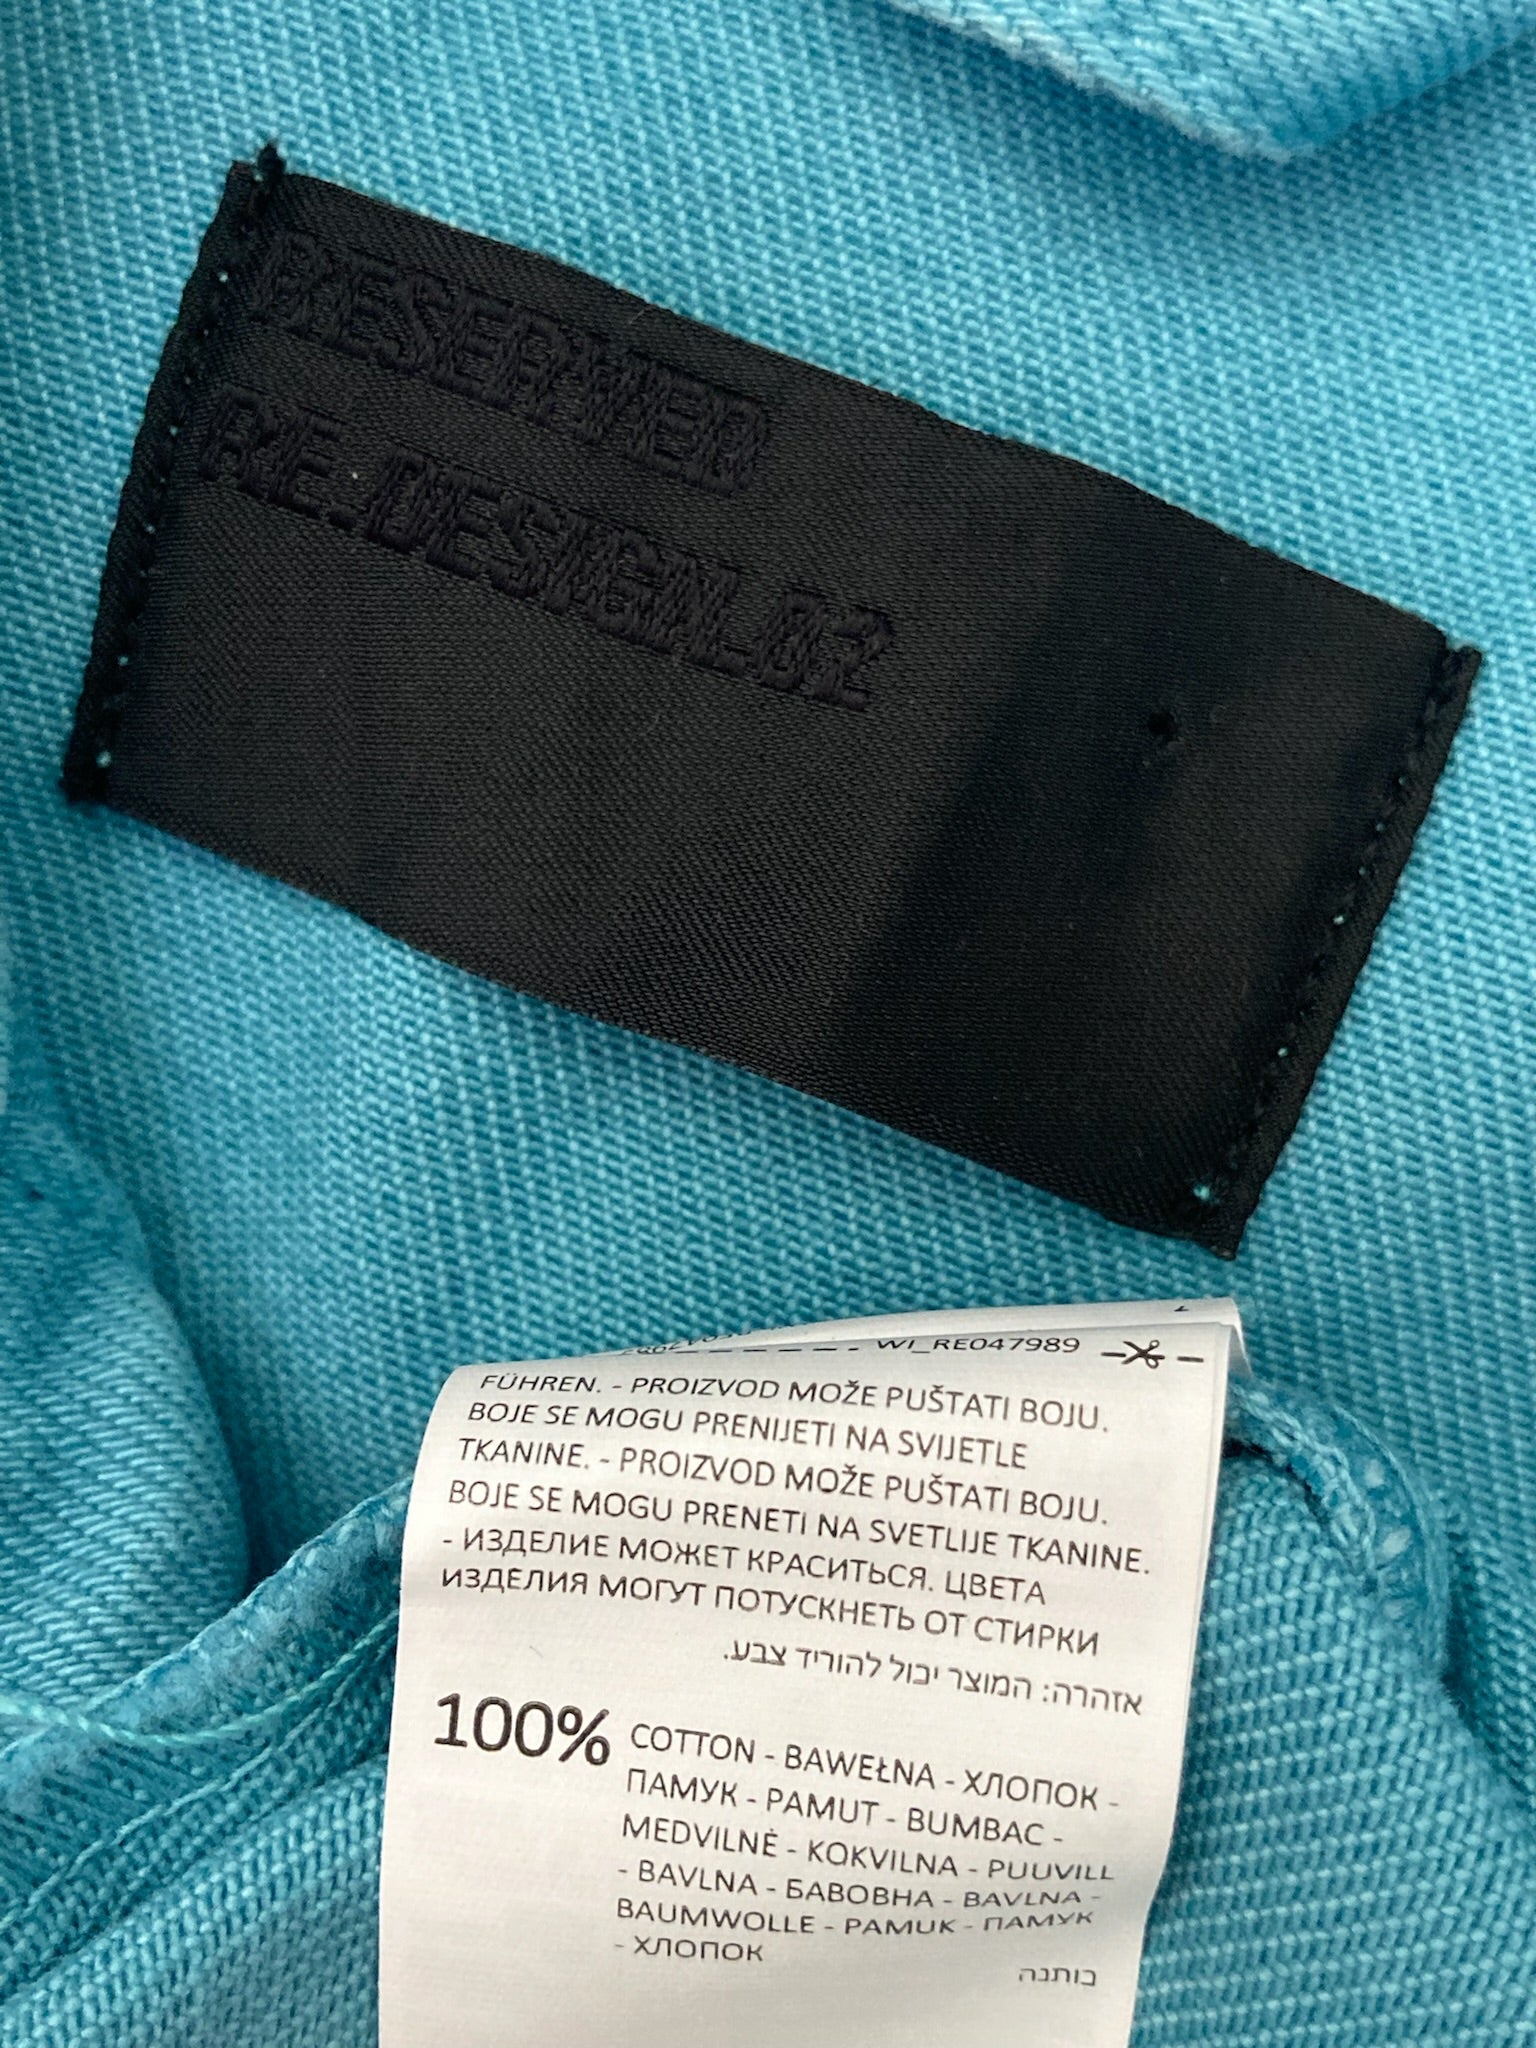 RESERVED
RE.DESIGN.02
WI_RE047989
FÜHREN. - PROIZVOD MOŽE PUŠTATI BOJU.
BOJE SE MOGU PRENIJETI NA SVIJETLE
TKANINE. - PROIZVOD MOŽE PUŠTATI BOJU.
BOJE SE MOGU PRENETI NA SVETLIJE TKANINE.
- ИЗДЕЛИЕ МОЖЕТ КРАСИТЬСЯ. ЦВЕТА
ИЗДЕЛИЯ МОГУТ ПОТУСКНЕТЬ ОТ СТИРКИ
אזהרה: המוצר יכול להוריד צבע.
100% COTTON - BAWEŁNA - ХЛОПОК -
ПАМУК - PAMUT - BUMBAC -
MEDVILNĖ - KOKVILNA - PUUVILL
- BAVLNA - БАВОВНА - BAVLNA -
BAUMWOLLE - PAMUK - ПАМУК
- ХЛОПОК
כותנה